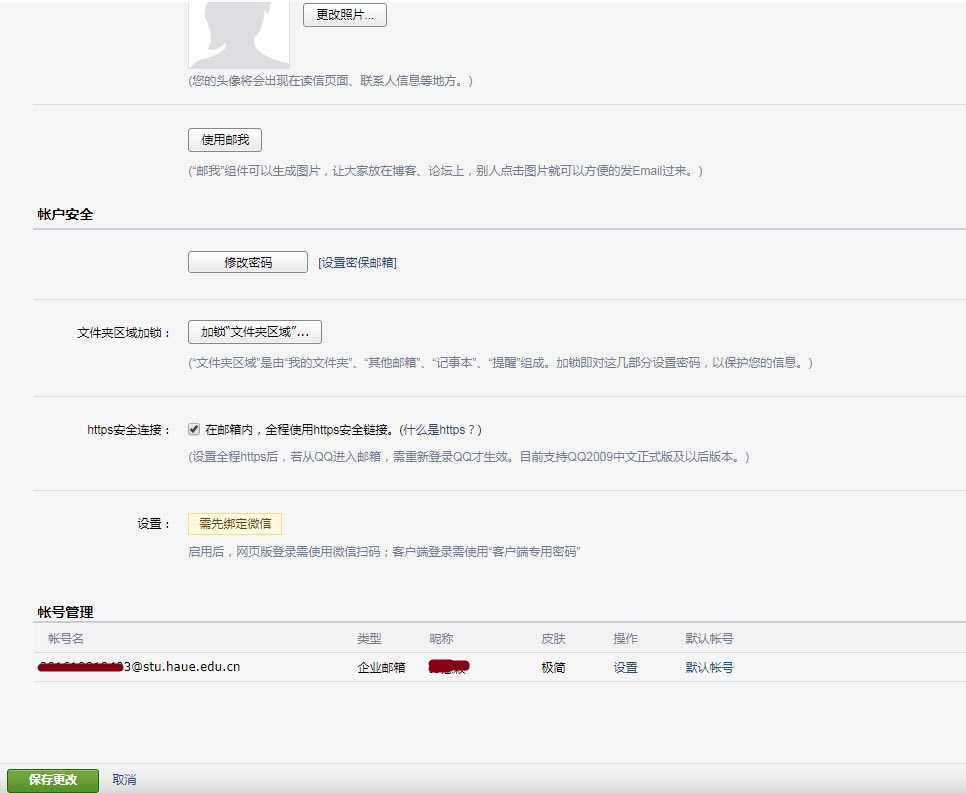 更改照片...
(您的头像将会出现在读信页面、联系人信息等地方。)
使用邮我
(“邮我”组件可以生成图片，让大家放在博客、论坛上，别人点击图片就可以方便的发Email过来。)
帐户安全
修改密码 [设置密保邮箱]
文件夹区域加锁： 加锁“文件夹区域”...
(“文件夹区域”是由“我的文件夹”、“其他邮箱”、“记事本”、“提醒”组成。加锁即对这几部分设置密码，以保护您的信息。)
https安全连接： 在邮箱内，全程使用https安全链接。(什么是https？)
(设置全程https后，若从QQ进入邮箱，需重新登录QQ才生效。目前支持QQ2009中文正式版及以后版本。)
设置： 需先绑定微信
启用后，网页版登录需使用微信扫码；客户端登录需使用“客户端专用密码”
帐号管理
帐号名 类型 昵称 皮肤 操作 默认帐号
3@stu.haue.edu.cn 企业邮箱 极简 设置 默认帐号
保存更改 取消